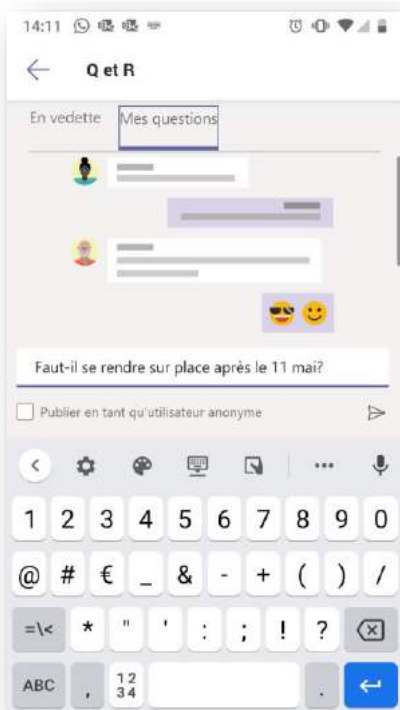 14:11
Q et R
En vedette Mes questions
Faut-il se rendre sur place après le 11 mai?
Publier en tant qu'utilisateur anonyme
1 2 3 4 5 6 7 8 9 0
@ # € _ & - + ( ) /
=\< * " ' : ; ! ?
ABC , 12 34 .